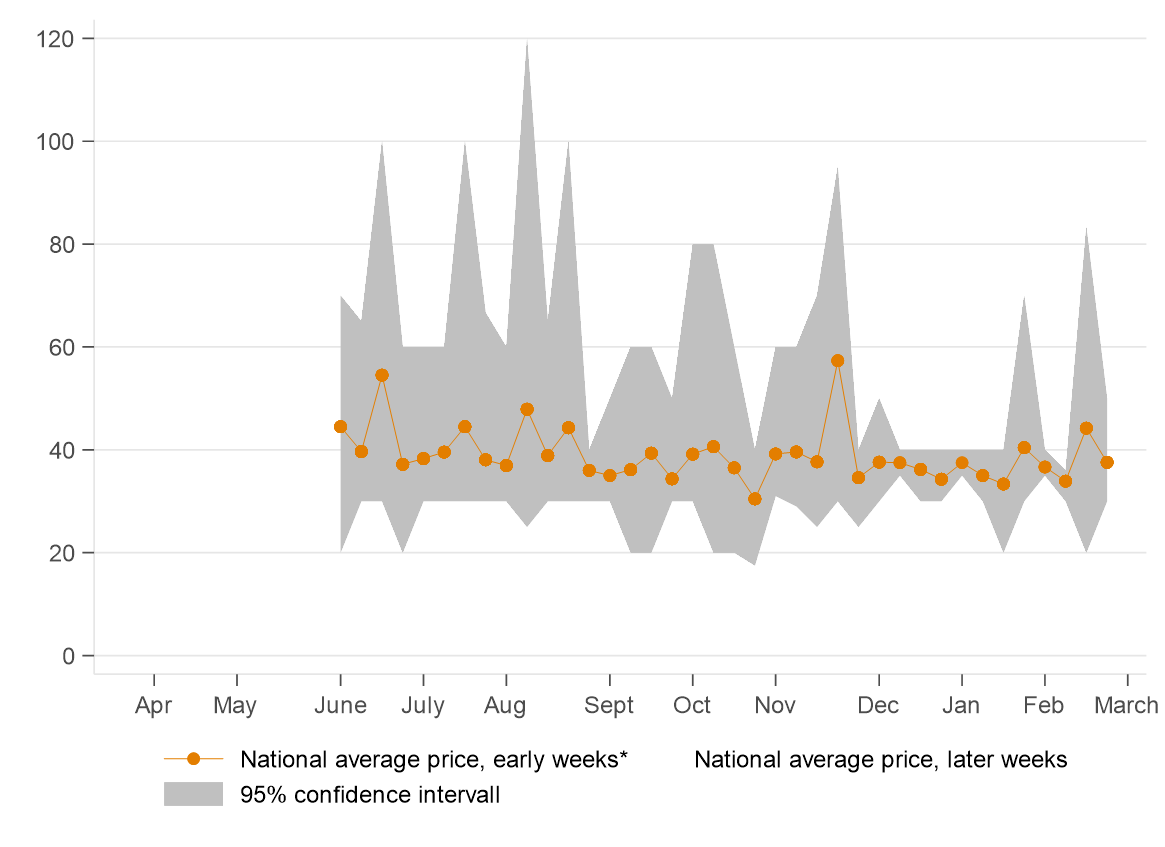 120
100
80
60
40
20
0
Apr May June July Aug Sept Oct Nov Dec Jan Feb March
National average price, early weeks* National average price, later weeks
95% confidence intervall